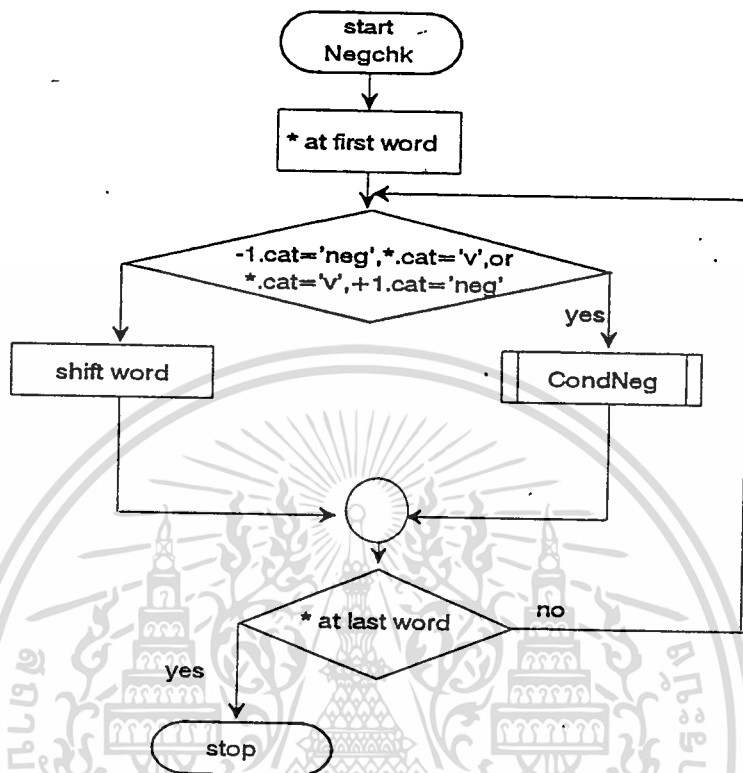 start
Negchk
* at first word
-1.cat='neg',*.cat='v',or
*.cat='v',+1.cat='neg'
yes
shift word
CondNeg
* at last word
no
yes
stop